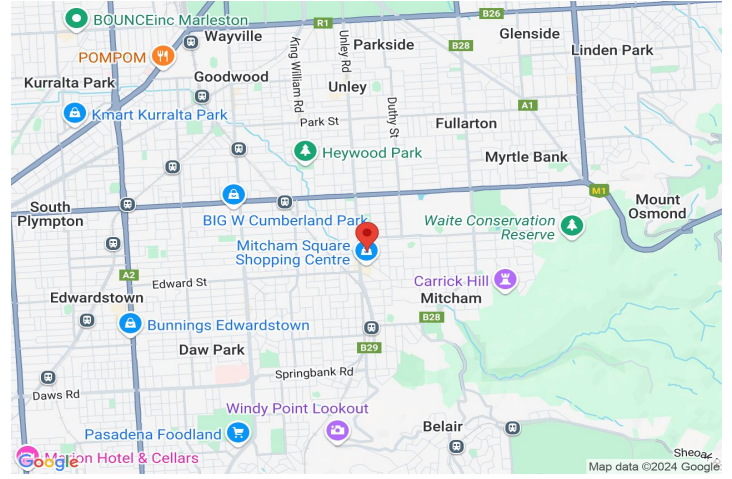 BOUNCEinc Marleston
R1
B26
Wayville
Unley Rd
Parkside
B28
Glenside
Linden Park
POMPOM
King William Rd
Kurralta Park
Goodwood
Unley
Duthy St
A1
Kmart Kurralta Park
Park St
Fullarton
Heywood Park
Myrtle Bank
M1
South
Plympton
BIG W Cumberland Park
Waite Conservation
Reserve
Mount
Osmond
Mitcham Square
Shopping Centre
A2
Edward St
Carrick Hill
Edwardstown
Mitcham
Bunnings Edwardstown
B28
Daw Park
B29
Springbank Rd
Daws Rd
Windy Point Lookout
Pasadena Foodland
Belair
Marion Hotel & Cellars
Google
Sheoak
Map data ©2024 Google